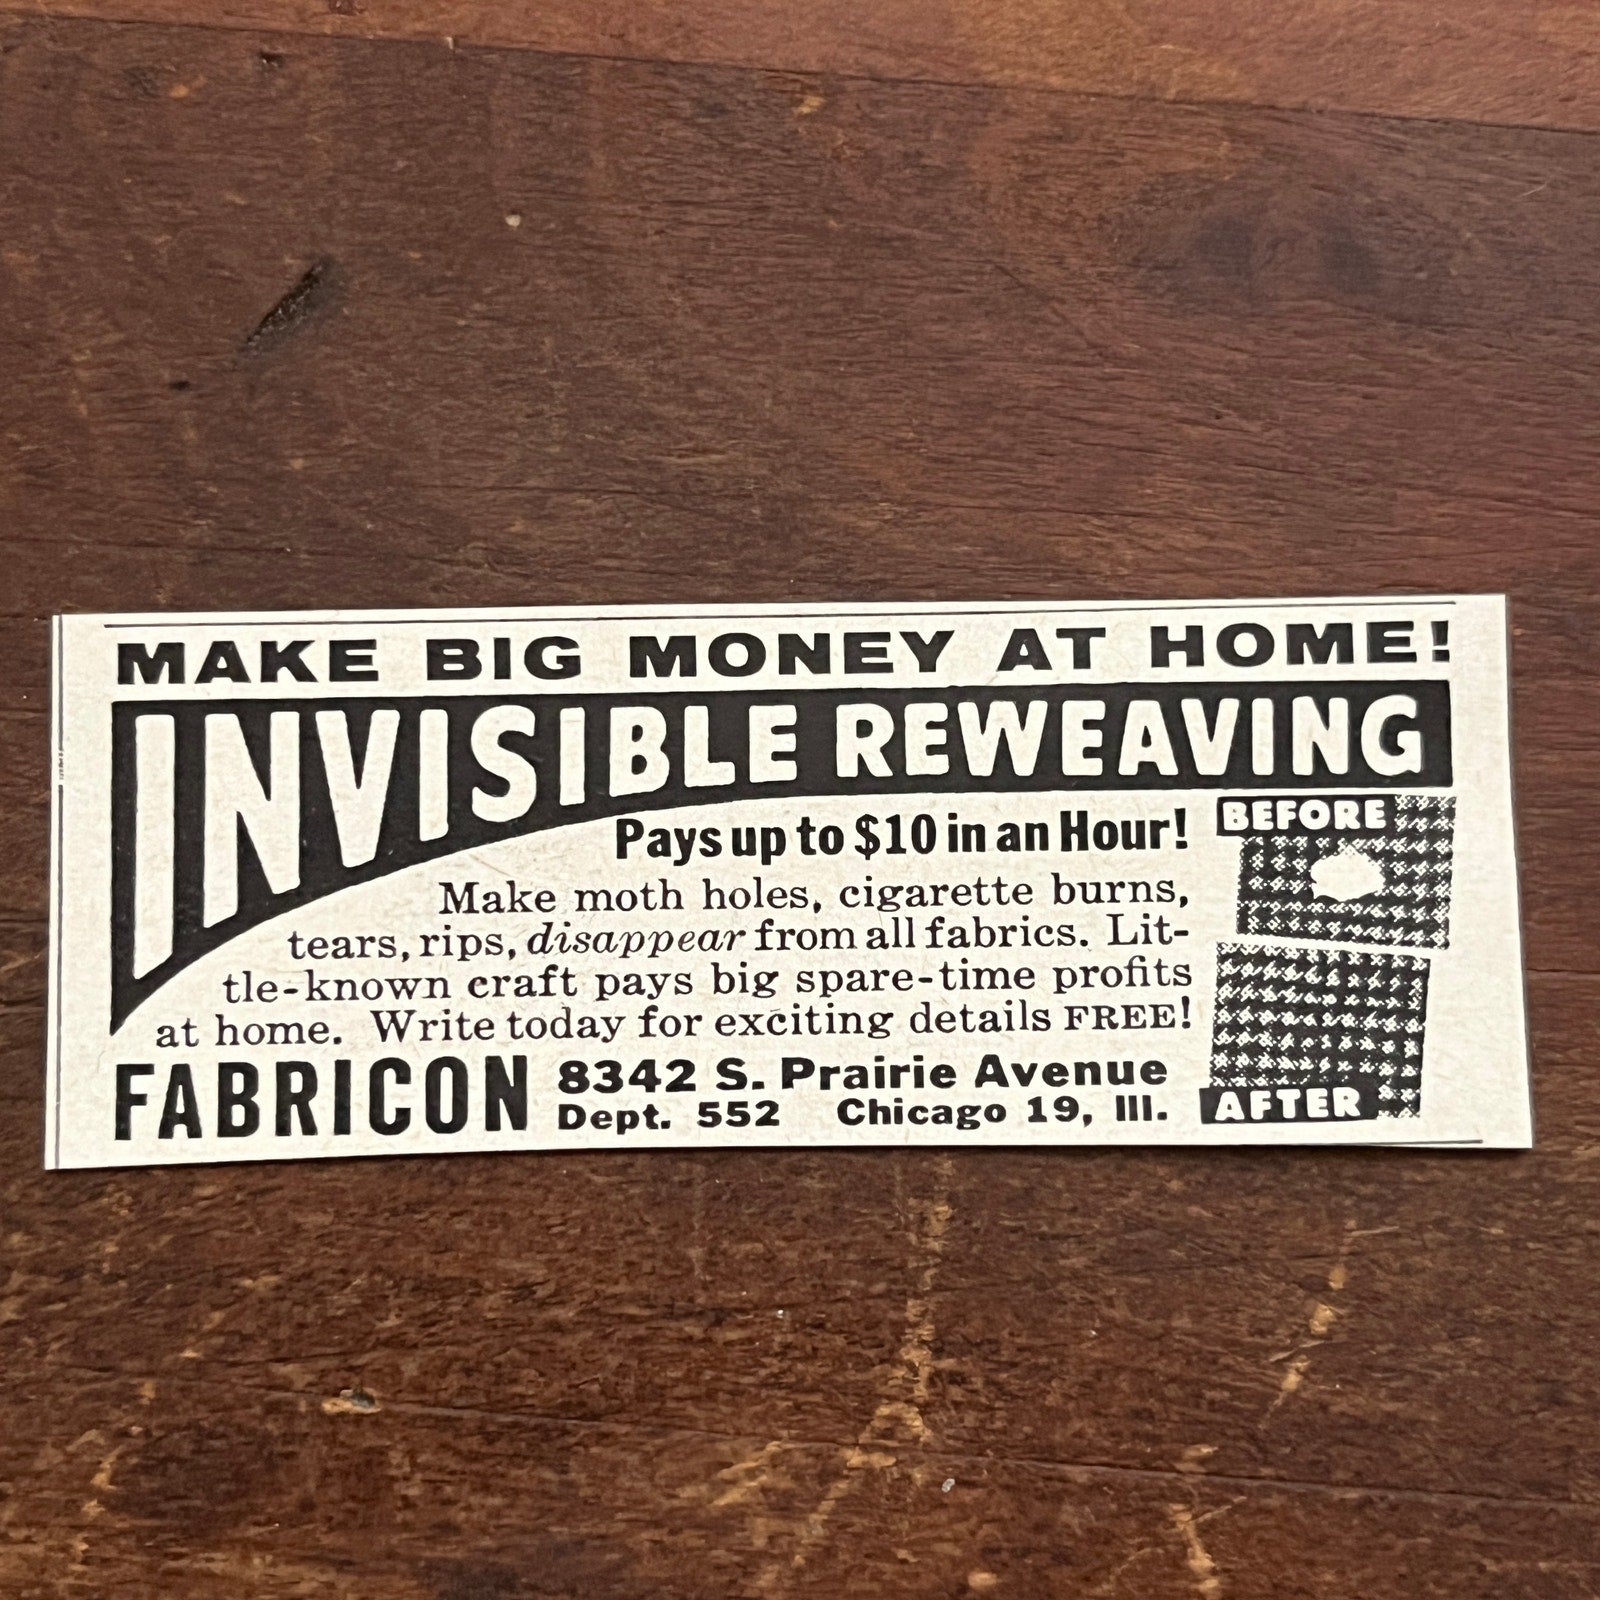 MAKE BIG MONEY AT HOME!
INVISIBLE REWEAVING
Pays up to $10 in an Hour!
Make moth holes, cigarette burns,
tears, rips, disappear from all fabrics. Lit-
tle-known craft pays big spare-time profits
at home. Write today for exciting details FREE!
BEFORE
AFTER
FABRICON
8342 S. Prairie Avenue
Dept. 552 Chicago 19, Ill.